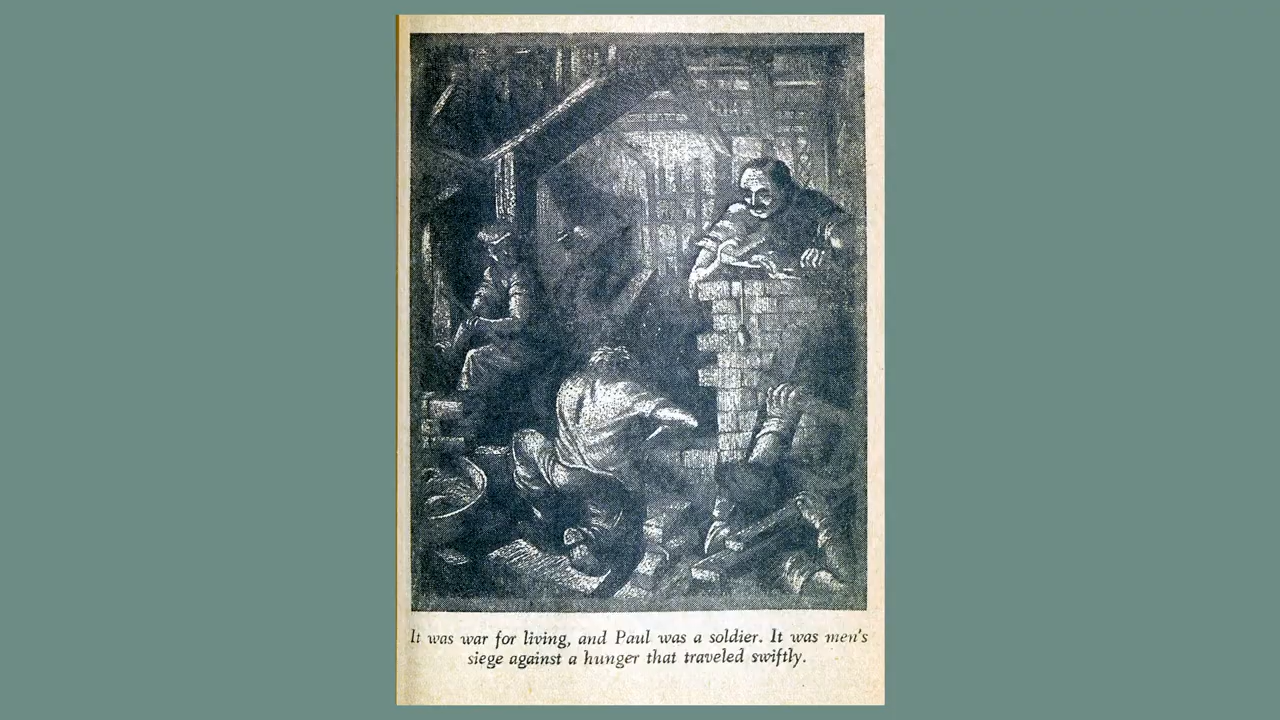 It was war for living, and Paul was a soldier. It was men's
siege against a hunger that traveled swiftly.